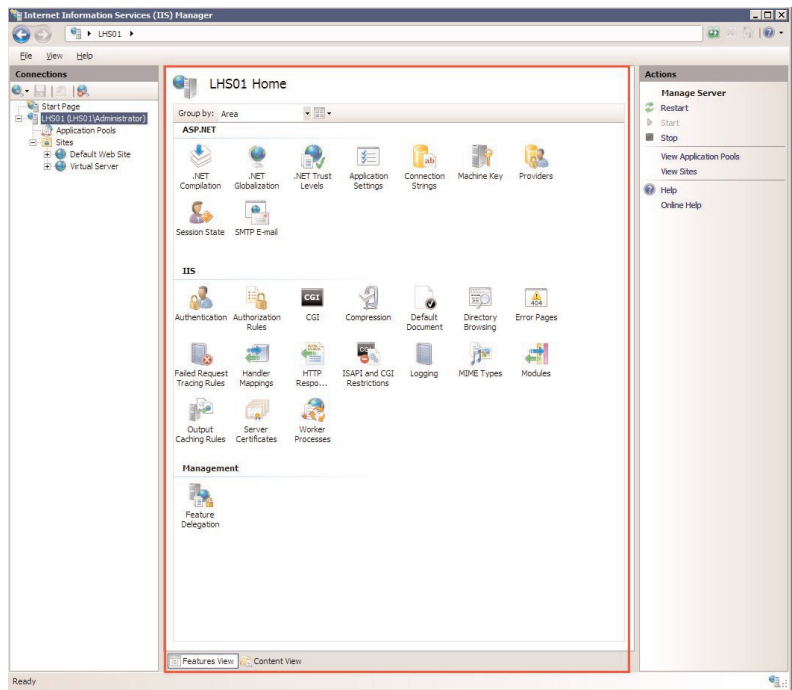 Internet Information Services (IIS) Manager
LHS01
File View Help
Connections
Start Page
LHS01 (LHS01\Administrator)
Application Pools
Sites
Default Web Site
Virtual Server
LHS01 Home
Group by: Area
ASP.NET
.NET Compilation
.NET Globalization
.NET Trust Levels
Application Settings
Connection Strings
Machine Key
Providers
Session State
SMTP E-mail
IIS
Authentication
Authorization Rules
CGI
CGI
Compression
Default Document
Directory Browsing
404
Error Pages
Failed Request Tracing Rules
Handler Mappings
HTTP Respo...
ISAPI and CGI Restrictions
Logging
MIME Types
Modules
Output Caching Rules
Server Certificates
Worker Processes
Management
Feature Delegation
Features View
Content View
Actions
Manage Server
Restart
Start
Stop
View Application Pools
View Sites
Help
Online Help
Ready